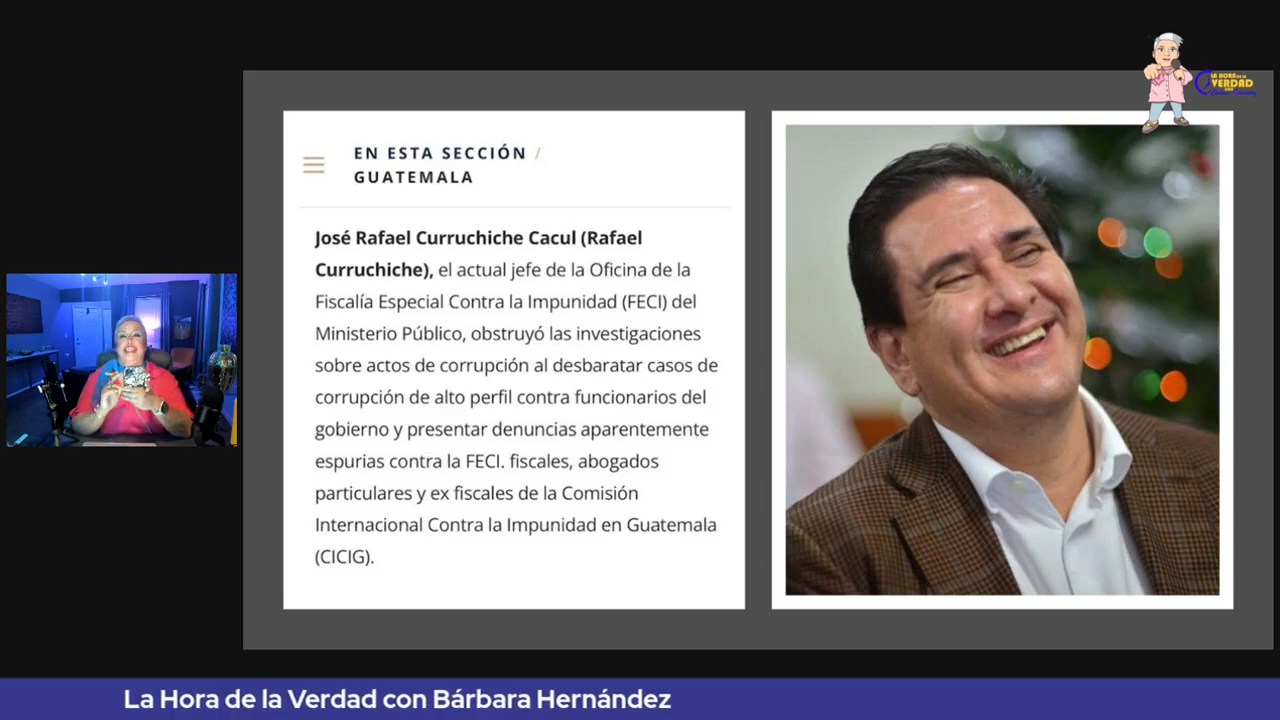 LA HORA DE LA
VERDAD
EN ESTA SECCIÓN /
GUATEMALA
José Rafael Curruchiche Cacul (Rafael
Curruchiche), el actual jefe de la Oficina de la
Fiscalía Especial Contra la Impunidad (FECI) del
Ministerio Público, obstruyó las investigaciones
sobre actos de corrupción al desbaratar casos de
corrupción de alto perfil contra funcionarios del
gobierno y presentar denuncias aparentemente
espurias contra la FECI. fiscales, abogados
particulares y ex fiscales de la Comisión
Internacional Contra la Impunidad en Guatemala
(CICIG).
La Hora de la Verdad con Bárbara Hernández